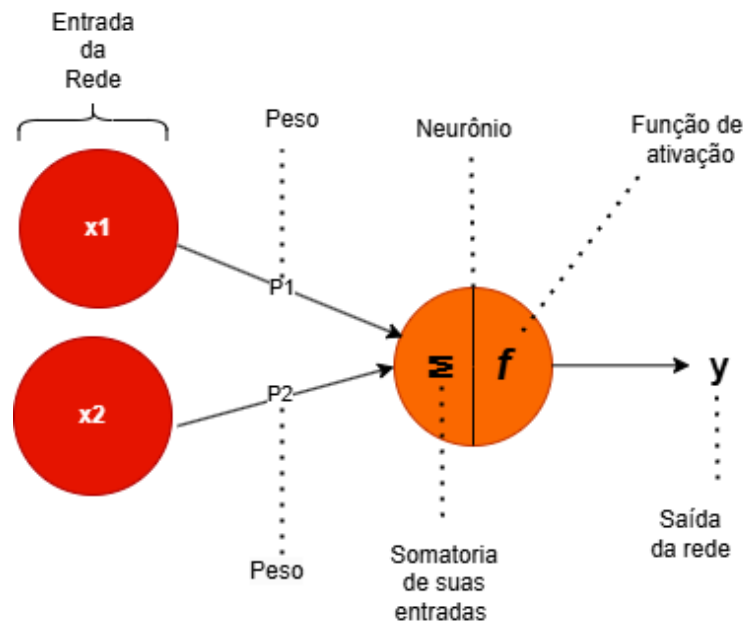 Entrada
da
Rede
Peso
Neurônio
Função de
ativação
x1
P1
Σ
f
y
P2
x2
Peso
Somatoria
de suas
entradas
Saída
da rede